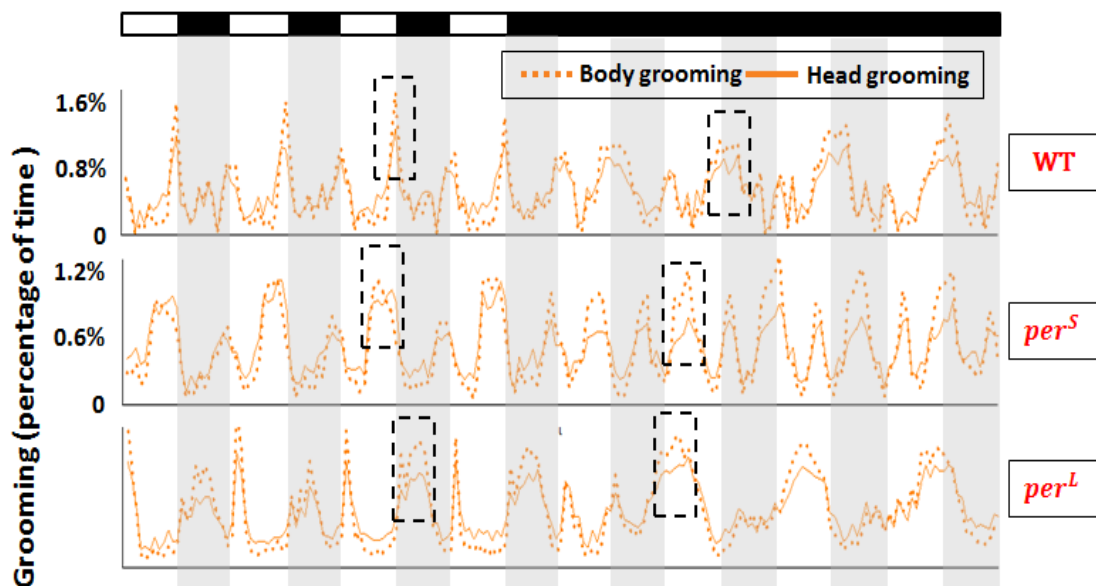 Body grooming Head grooming
Grooming (percentage of time )
1.6%
0.8%
0
WT
1.2%
0.6%
0
per^S
per^L